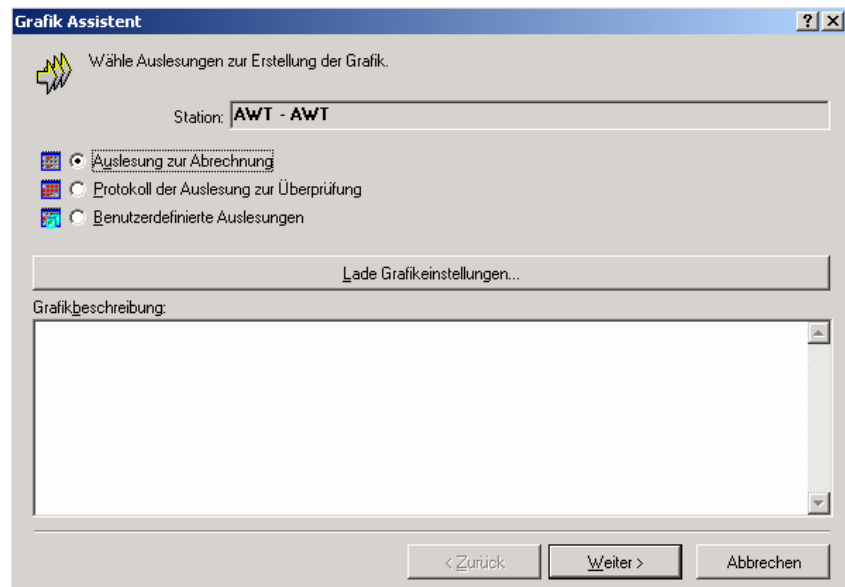 Grafik Assistent
Wähle Auslesungen zur Erstellung der Grafik.
Station: AWT - AWT
Auslesung zur Abrechnung
Protokoll der Auslesung zur Überprüfung
Benutzerdefinierte Auslesungen
Lade Grafikeinstellungen...
Grafikbeschreibung:
< Zurück Weiter > Abbrechen